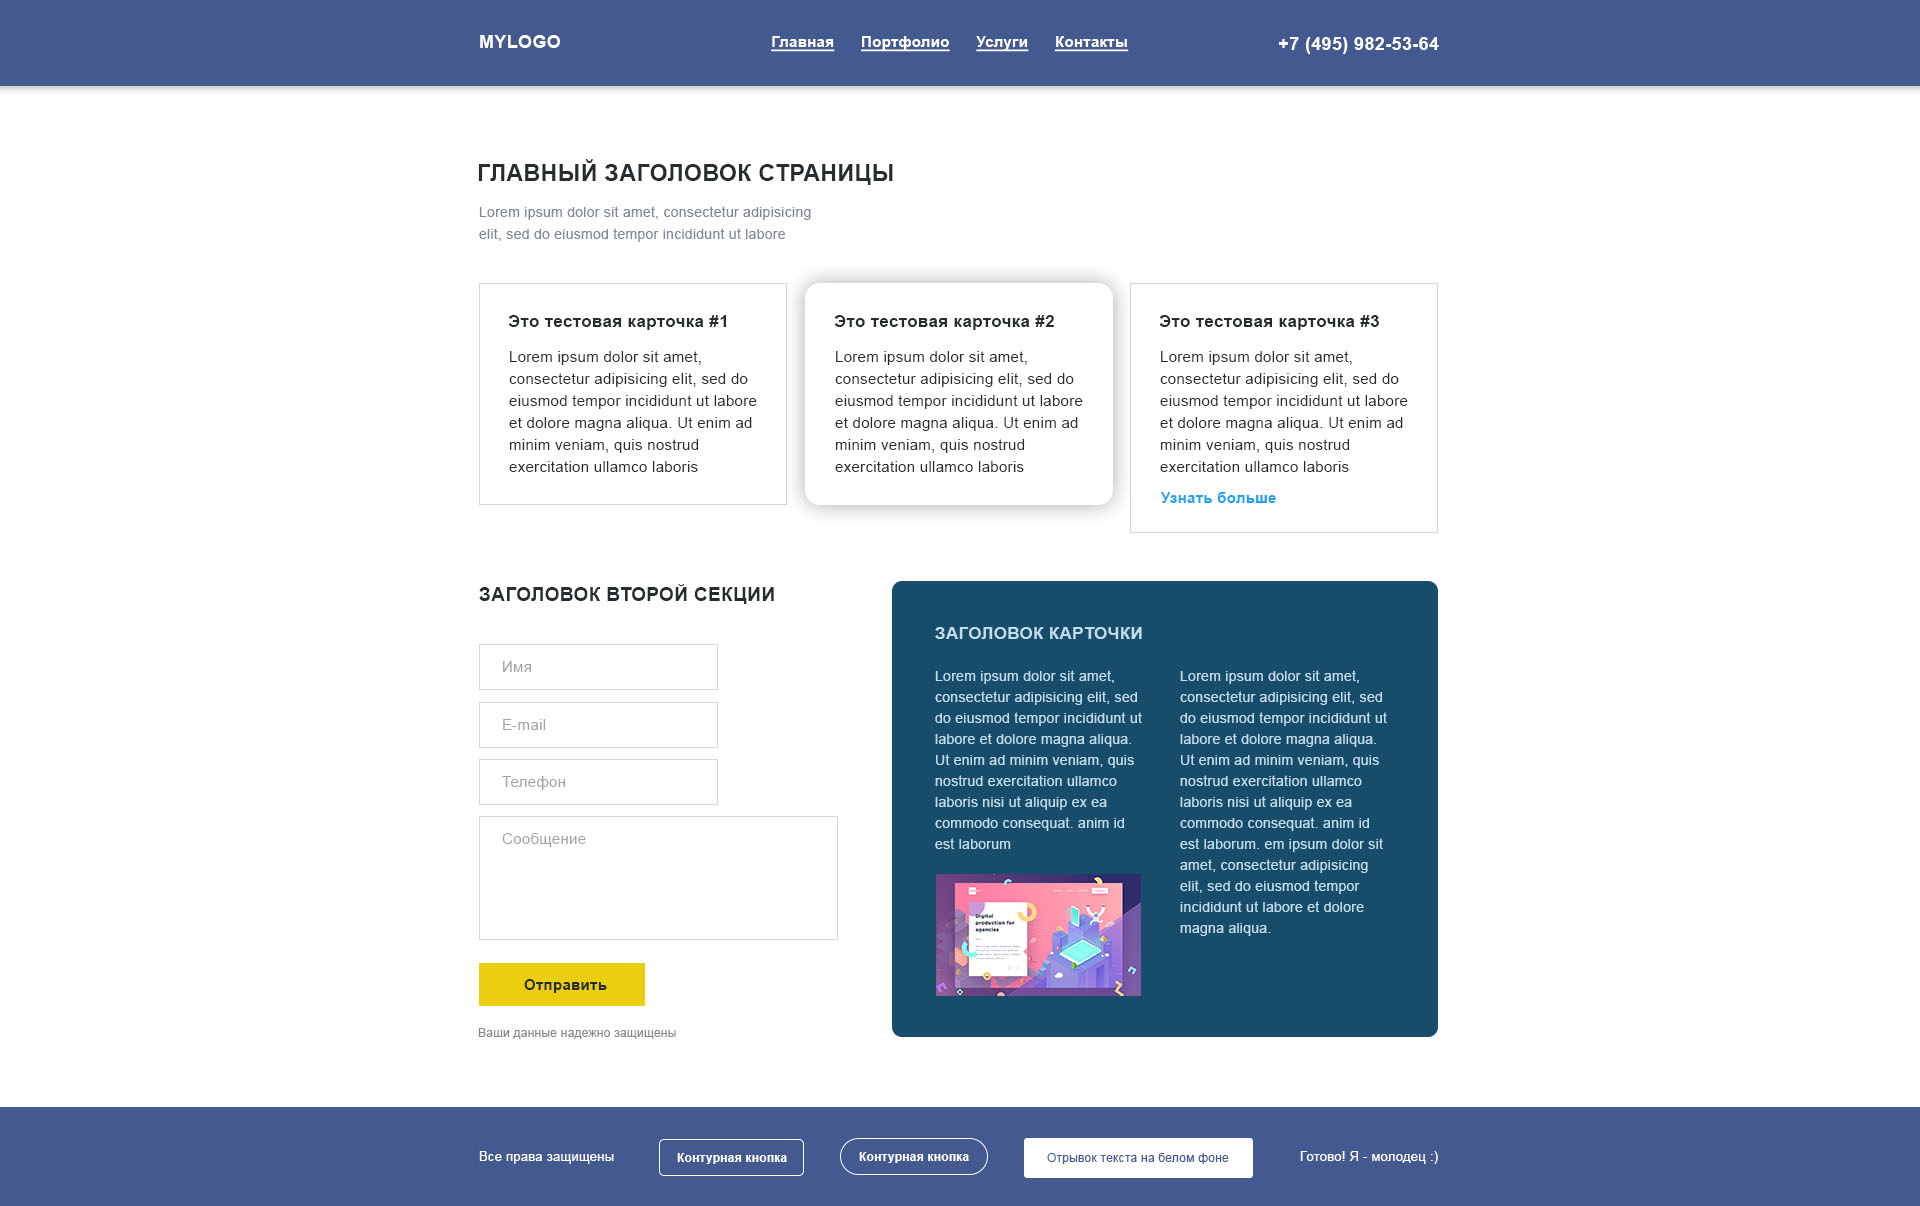 MYLOGO
Главная Портфолио Услуги Контакты
+7 (495) 982-53-64
ГЛАВНЫЙ ЗАГОЛОВОК СТРАНИЦЫ
Lorem ipsum dolor sit amet, consectetur adipisicing
elit, sed do eiusmod tempor incididunt ut labore
Это тестовая карточка #1
Lorem ipsum dolor sit amet,
consectetur adipisicing elit, sed do
eiusmod tempor incididunt ut labore
et dolore magna aliqua. Ut enim ad
minim veniam, quis nostrud
exercitation ullamco laboris
Это тестовая карточка #2
Lorem ipsum dolor sit amet,
consectetur adipisicing elit, sed do
eiusmod tempor incididunt ut labore
et dolore magna aliqua. Ut enim ad
minim veniam, quis nostrud
exercitation ullamco laboris
Это тестовая карточка #3
Lorem ipsum dolor sit amet,
consectetur adipisicing elit, sed do
eiusmod tempor incididunt ut labore
et dolore magna aliqua. Ut enim ad
minim veniam, quis nostrud
exercitation ullamco laboris
Узнать больше
ЗАГОЛОВОК ВТОРОЙ СЕКЦИИ
Имя
E-mail
Телефон
Сообщение
Отправить
Ваши данные надежно защищены
ЗАГОЛОВОК КАРТОЧКИ
Lorem ipsum dolor sit amet,
consectetur adipisicing elit, sed
do eiusmod tempor incididunt ut
labore et dolore magna aliqua.
Ut enim ad minim veniam, quis
nostrud exercitation ullamco
laboris nisi ut aliquip ex ea
commodo consequat. anim id
est laborum
Digital
production for
agencies
Lorem ipsum dolor sit amet,
consectetur adipisicing elit, sed
do eiusmod tempor incididunt ut
labore et dolore magna aliqua.
Ut enim ad minim veniam, quis
nostrud exercitation ullamco
laboris nisi ut aliquip ex ea
commodo consequat. anim id
est laborum. em ipsum dolor sit
amet, consectetur adipisicing
elit, sed do eiusmod tempor
incididunt ut labore et dolore
magna aliqua.
Все права защищены
Контурная кнопка
Контурная кнопка
Отрывок текста на белом фоне
Готово! Я - молодец :)